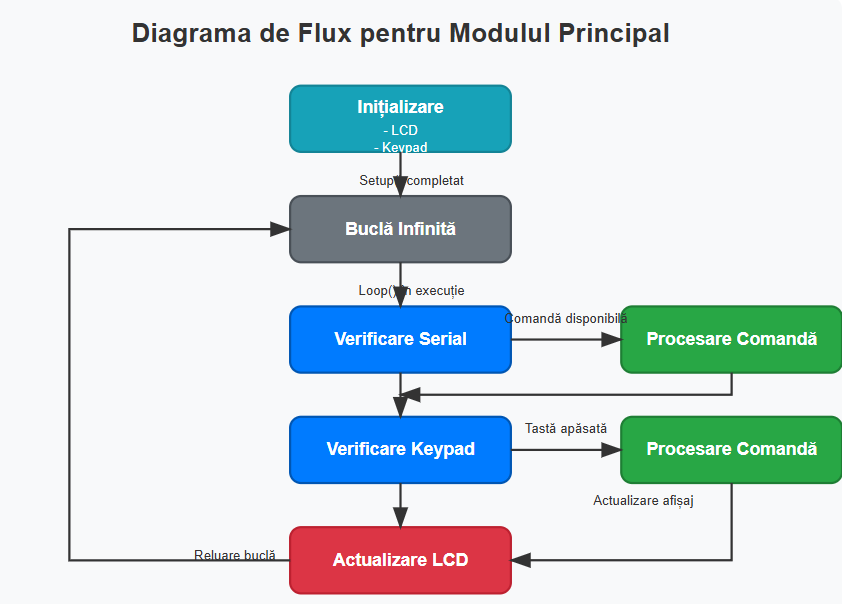 Diagrama de Flux pentru Modulul Principal
Inițializare
- LCD
- Keypad
Setup completat
Buclă Infinită
Loop() în execuție
Verificare Serial
Comandă disponibilă
Procesare Comandă
Verificare Keypad
Tastă apăsată
Procesare Comandă
Actualizare afișaj
Reluare buclă
Actualizare LCD